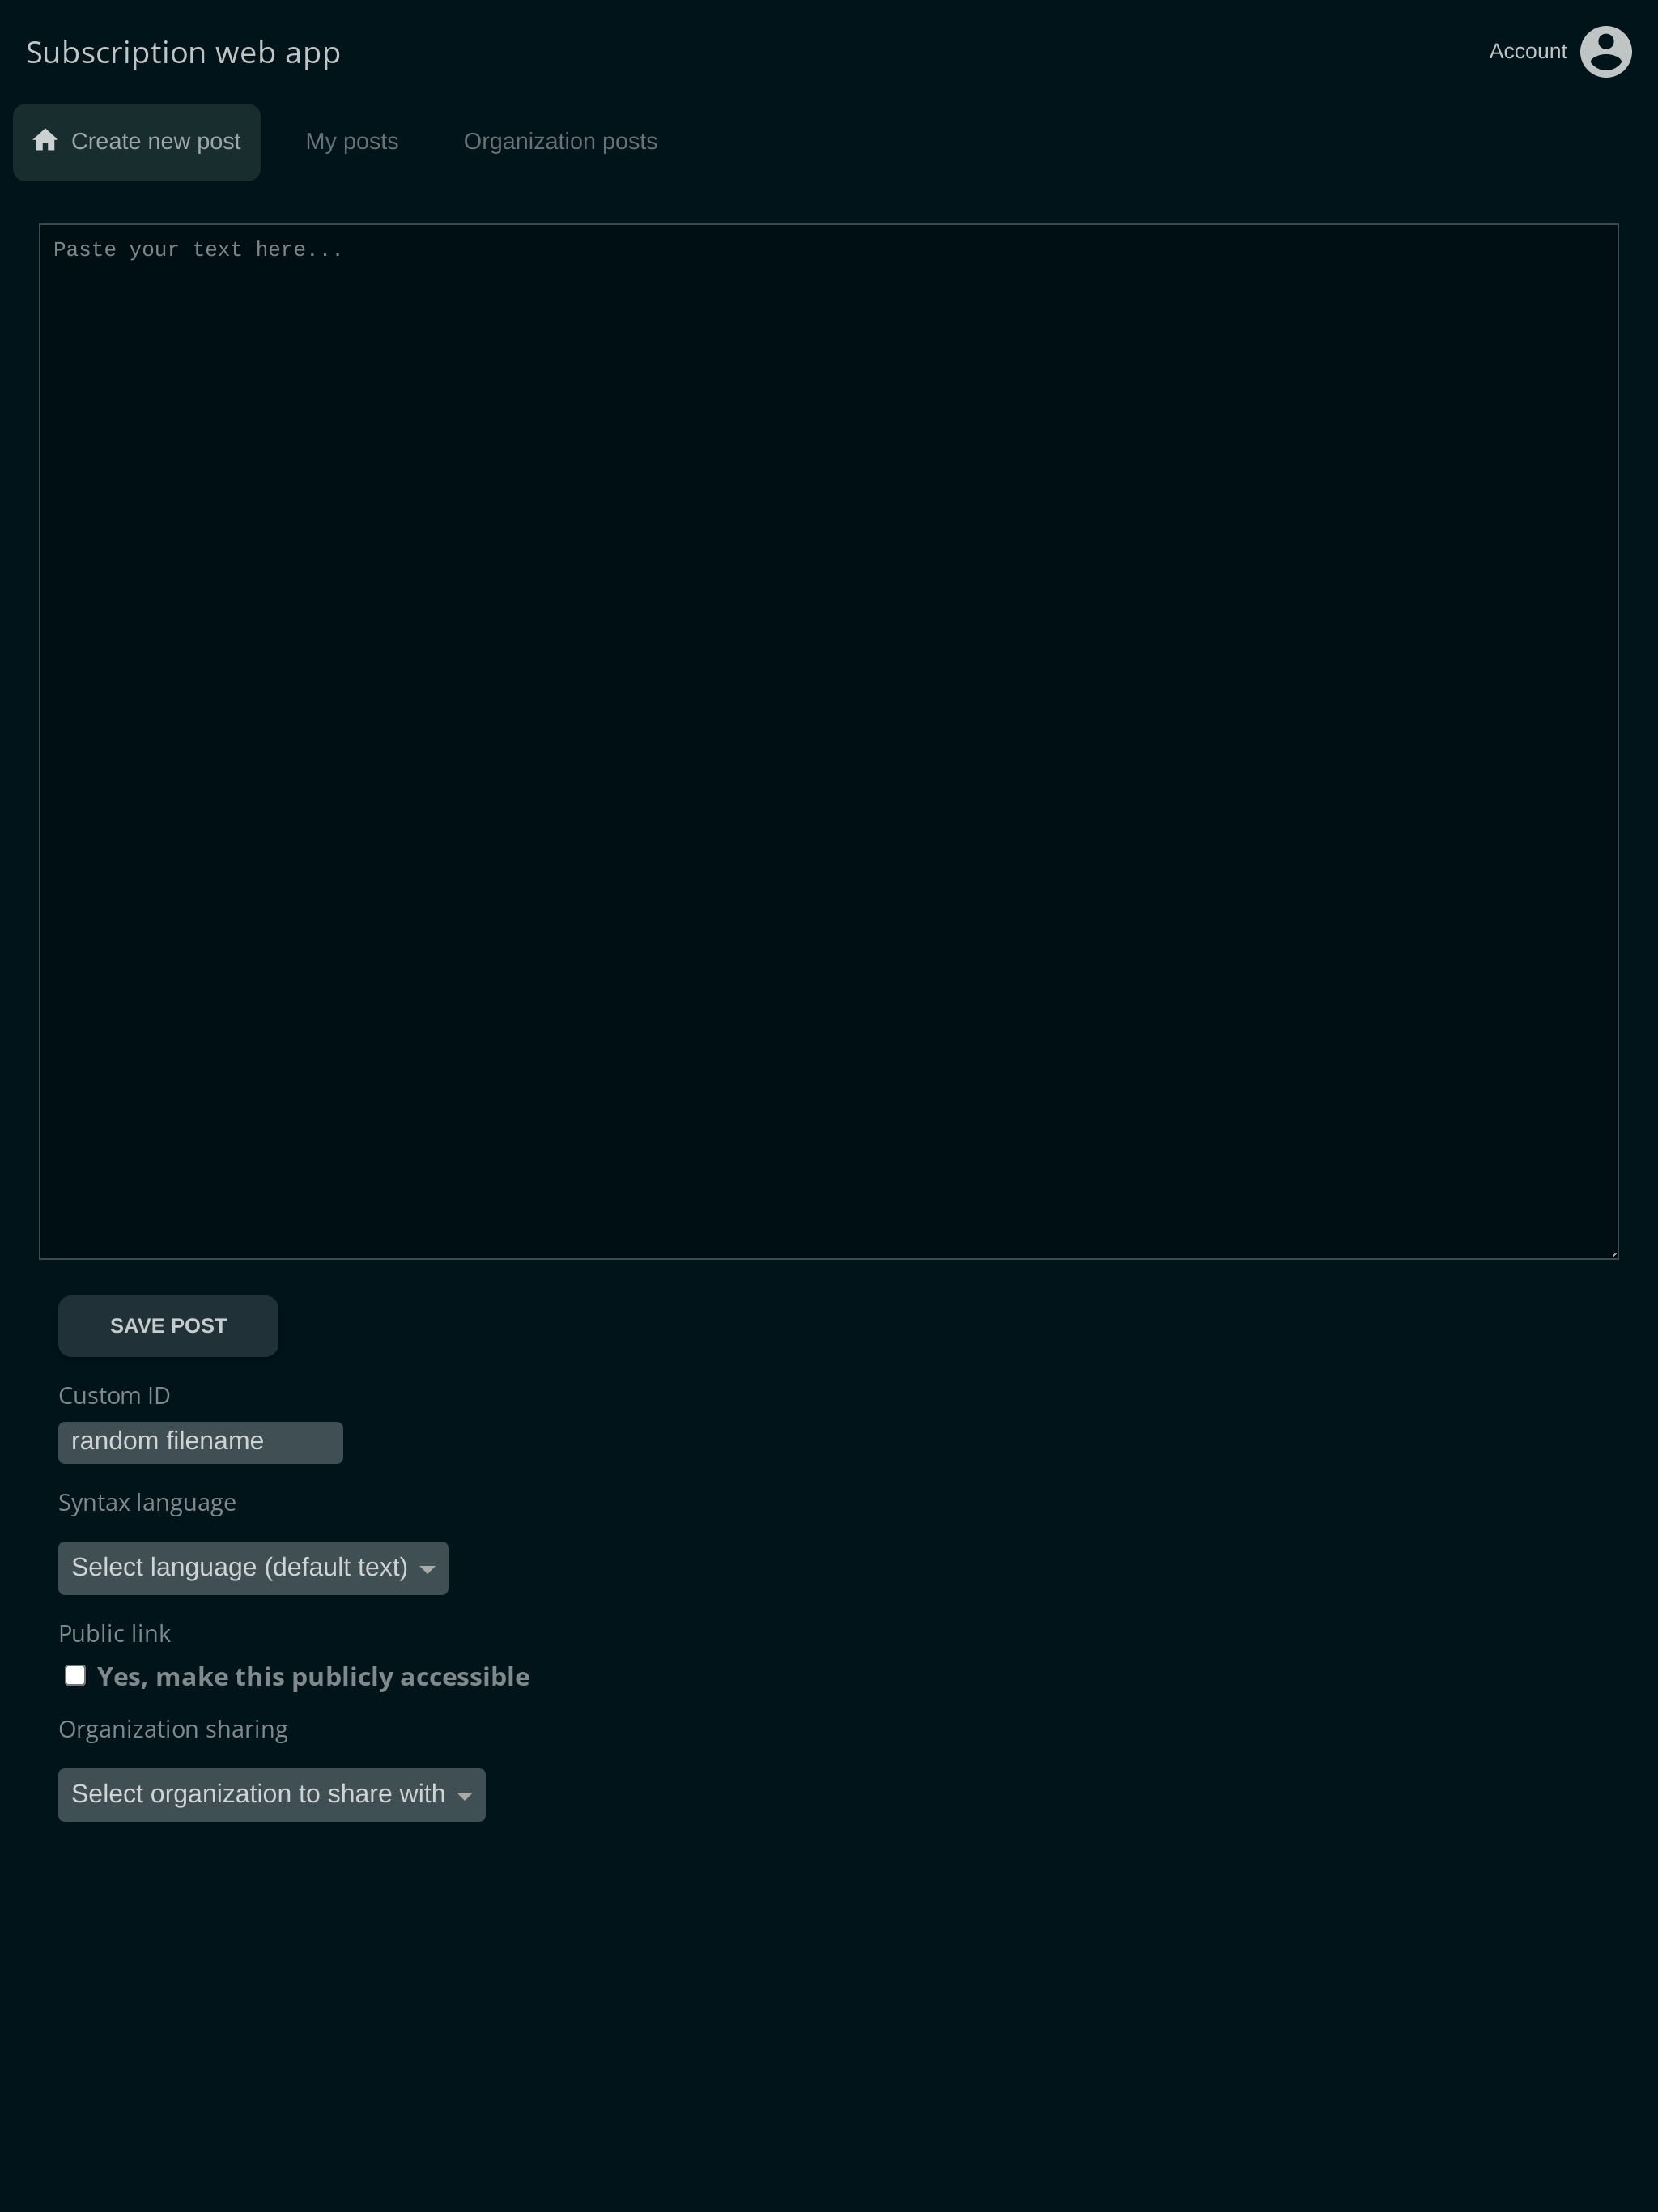 Subscription web app
Account
Create new post
My posts
Organization posts
Paste your text here...
SAVE POST
Custom ID
random filename
Syntax language
Select language (default text)
Public link
Yes, make this publicly accessible
Organization sharing
Select organization to share with